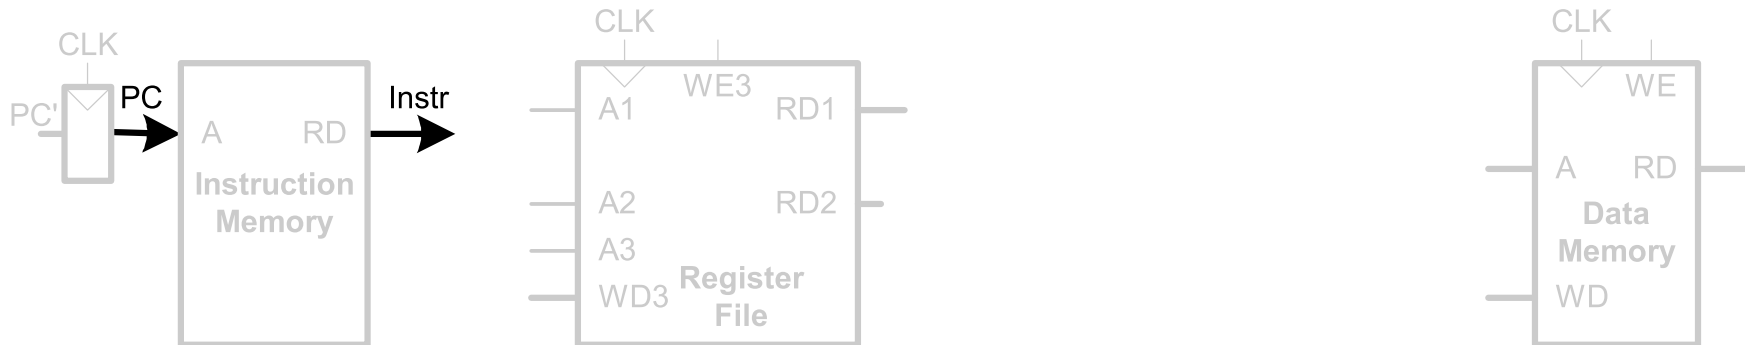 CLK
PC'
PC
A
RD
Instruction
Memory
Instr
CLK
WE3
A1
RD1
A2
RD2
A3
WD3
Register
File
CLK
WE
A
RD
Data
Memory
WD